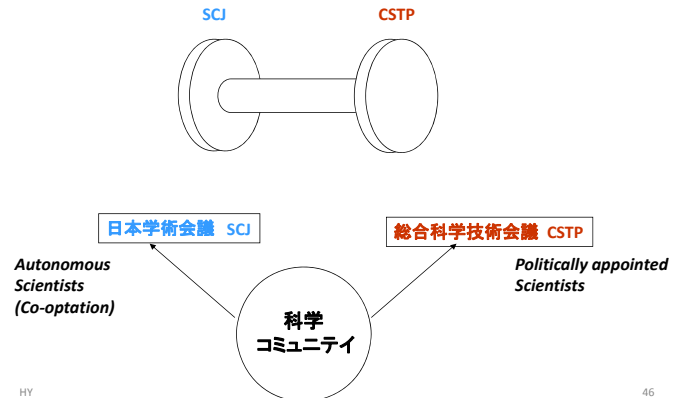 SCJ
CSTP
日本学術会議 SCJ
総合科学技術会議 CSTP
Autonomous
Scientists
(Co-optation)
Politically appointed
Scientists
科学
コミュニテイ
HY
46